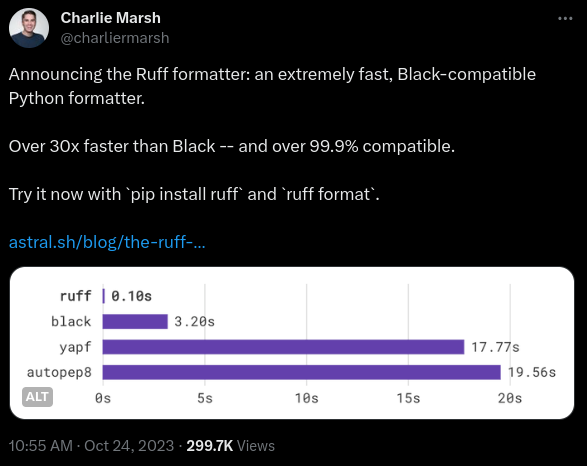 Charlie Marsh
@charliermarsh
Announcing the Ruff formatter: an extremely fast, Black-compatible
Python formatter.
Over 30x faster than Black -- and over 99.9% compatible.
Try it now with `pip install ruff` and `ruff format`.
astral.sh/blog/the-ruff-...
ruff 0.10s
black 3.20s
yapf 17.77s
autopep8 19.56s
ALT 0s 5s 10s 15s 20s
10:55 AM · Oct 24, 2023 · 299.7K Views